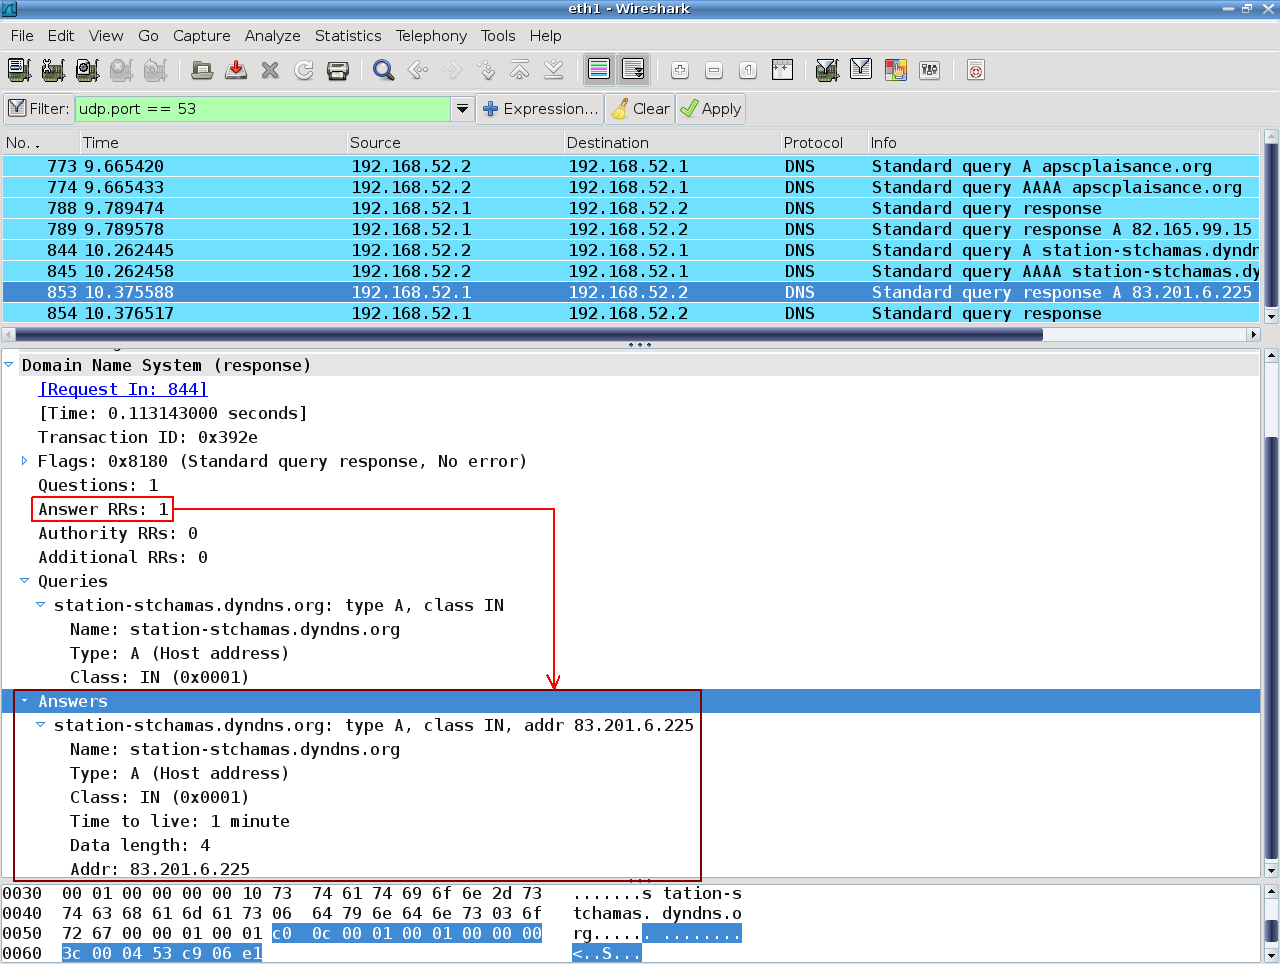 eth1 - Wireshark
File Edit View Go Capture Analyze Statistics Telephony Tools Help
Filter: udp.port == 53 Expression... Clear Apply
No. . Time Source Destination Protocol Info
773 9.665420 192.168.52.2 192.168.52.1 DNS Standard query A apscplaisance.org
774 9.665433 192.168.52.2 192.168.52.1 DNS Standard query AAAA apscplaisance.org
788 9.789474 192.168.52.1 192.168.52.2 DNS Standard query response
789 9.789578 192.168.52.1 192.168.52.2 DNS Standard query response A 82.165.99.15
844 10.262445 192.168.52.2 192.168.52.1 DNS Standard query A station-stchamas.dyndn
845 10.262458 192.168.52.2 192.168.52.1 DNS Standard query AAAA station-stchamas.dy
853 10.375588 192.168.52.1 192.168.52.2 DNS Standard query response A 83.201.6.225
854 10.376517 192.168.52.1 192.168.52.2 DNS Standard query response
Domain Name System (response)
[Request In: 844]
[Time: 0.113143000 seconds]
Transaction ID: 0x392e
Flags: 0x8180 (Standard query response, No error)
Questions: 1
Answer RRs: 1
Authority RRs: 0
Additional RRs: 0
Queries
station-stchamas.dyndns.org: type A, class IN
Name: station-stchamas.dyndns.org
Type: A (Host address)
Class: IN (0x0001)
Answers
station-stchamas.dyndns.org: type A, class IN, addr 83.201.6.225
Name: station-stchamas.dyndns.org
Type: A (Host address)
Class: IN (0x0001)
Time to live: 1 minute
Data length: 4
Addr: 83.201.6.225
0030 00 01 00 00 00 00 10 73 74 61 74 69 6f 6e 2d 73 .......s tation-s
0040 74 63 68 61 6d 61 73 06 64 79 6e 64 6e 73 03 6f tchamas. dyndns.o
0050 72 67 00 00 01 00 01 c0 0c 00 01 00 01 00 00 00 rg...... ........
0060 3c 00 04 53 c9 06 e1 <..S...